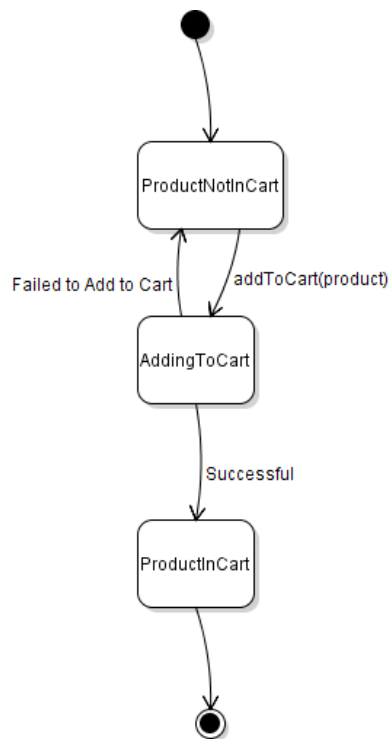 ProductNotInCart
Failed to Add to Cart
addToCart(product)
AddingToCart
Successful
ProductInCart